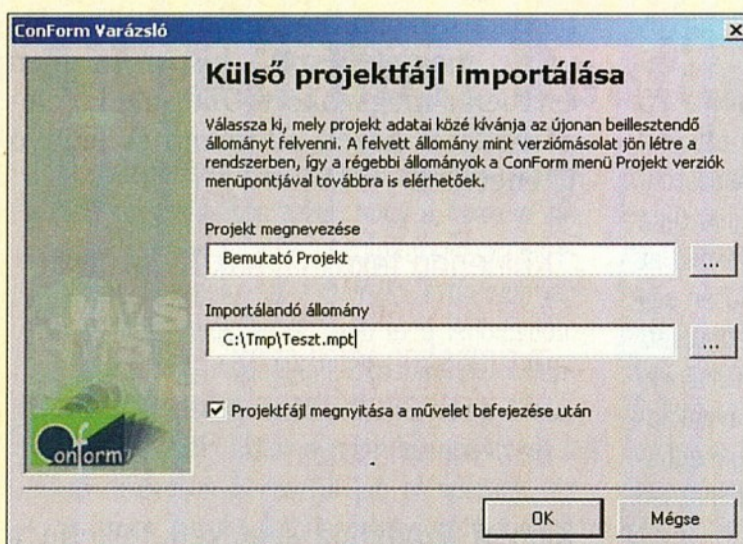 ConForm Varázsló
Külső projektfájl importálása
Válassza ki, mely projekt adatai közé kívánja az újonan beillesztendő
állományt felvenni. A felvett állomány mint verziómásolat jön létre a
rendszerben, így a régebbi állományok a ConForm menü Projekt verziók
menüpontjával továbbra is elérhetőek.
Projekt megnevezése
Bemutató Projekt
...
Importálandó állomány
C:\Tmp\Teszt.mpt
...
Projektfájl megnyitása a művelet befejezése után
Conform
OK
Mégse